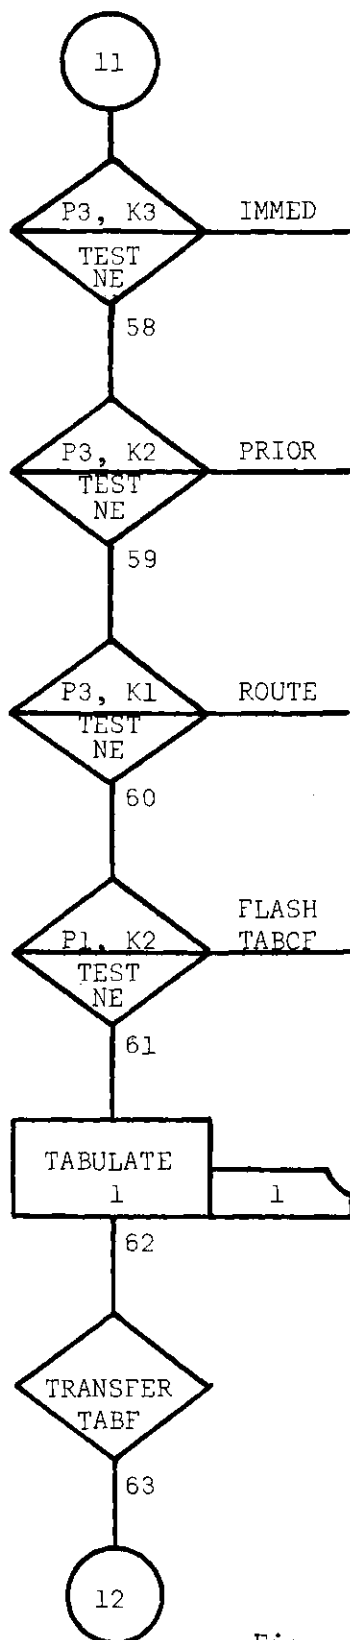 11
P3, K3 IMMED
TEST
NE
58
P3, K2 PRIOR
TEST
NE
59
P3, K1 ROUTE
TEST
NE
60
FLASH
P1, K2 TABCF
TEST
NE
61
TABULATE
1 1
62
TRANSFER
TABF
63
12